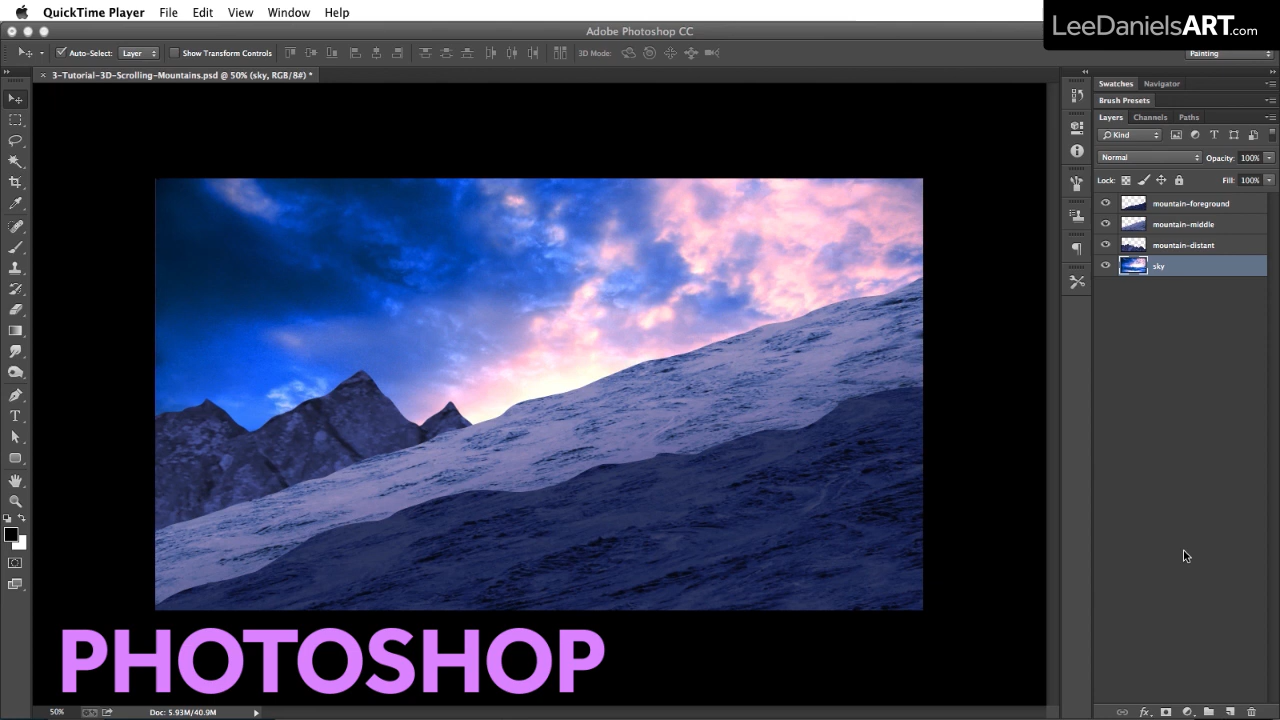 QuickTime Player File Edit View Window Help
LeeDanielsART.com
Adobe Photoshop CC
Auto-Select: Layer Show Transform Controls 3D Mode: Painting
× 3-Tutorial-3D-Scrolling-Mountains.psd @ 50% (sky, RGB/8#) *
Swatches Navigator
Brush Presets
Layers Channels Paths
Kind
Normal Opacity: 100%
Lock: Fill: 100%
mountain-foreground
mountain-middle
mountain-distant
sky
PHOTOSHOP
50% Doc: 5.93M/40.9M